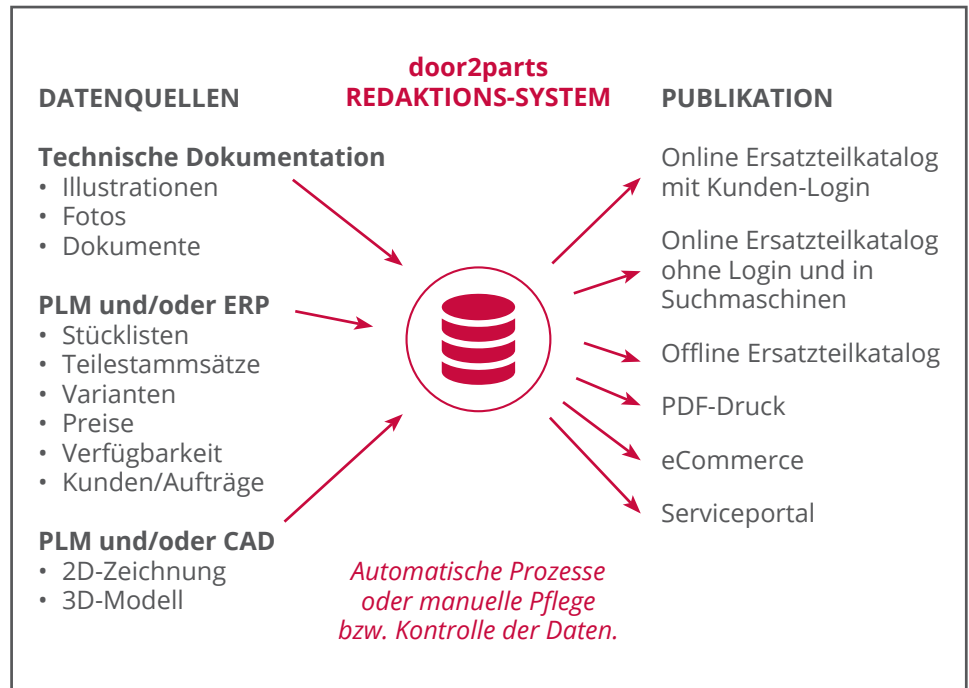 door2parts
REDAKTIONS-SYSTEM
DATENQUELLEN
Technische Dokumentation
• Illustrationen
• Fotos
• Dokumente
PLM und/oder ERP
• Stücklisten
• Teilestammsätze
• Varianten
• Preise
• Verfügbarkeit
• Kunden/Aufträge
PLM und/oder CAD
• 2D-Zeichnung
• 3D-Modell
Automatische Prozesse
oder manuelle Pflege
bzw. Kontrolle der Daten.
PUBLIKATION
Online Ersatzteilkatalog
mit Kunden-Login
Online Ersatzteilkatalog
ohne Login und in
Suchmaschinen
Offline Ersatzteilkatalog
PDF-Druck
eCommerce
Serviceportal